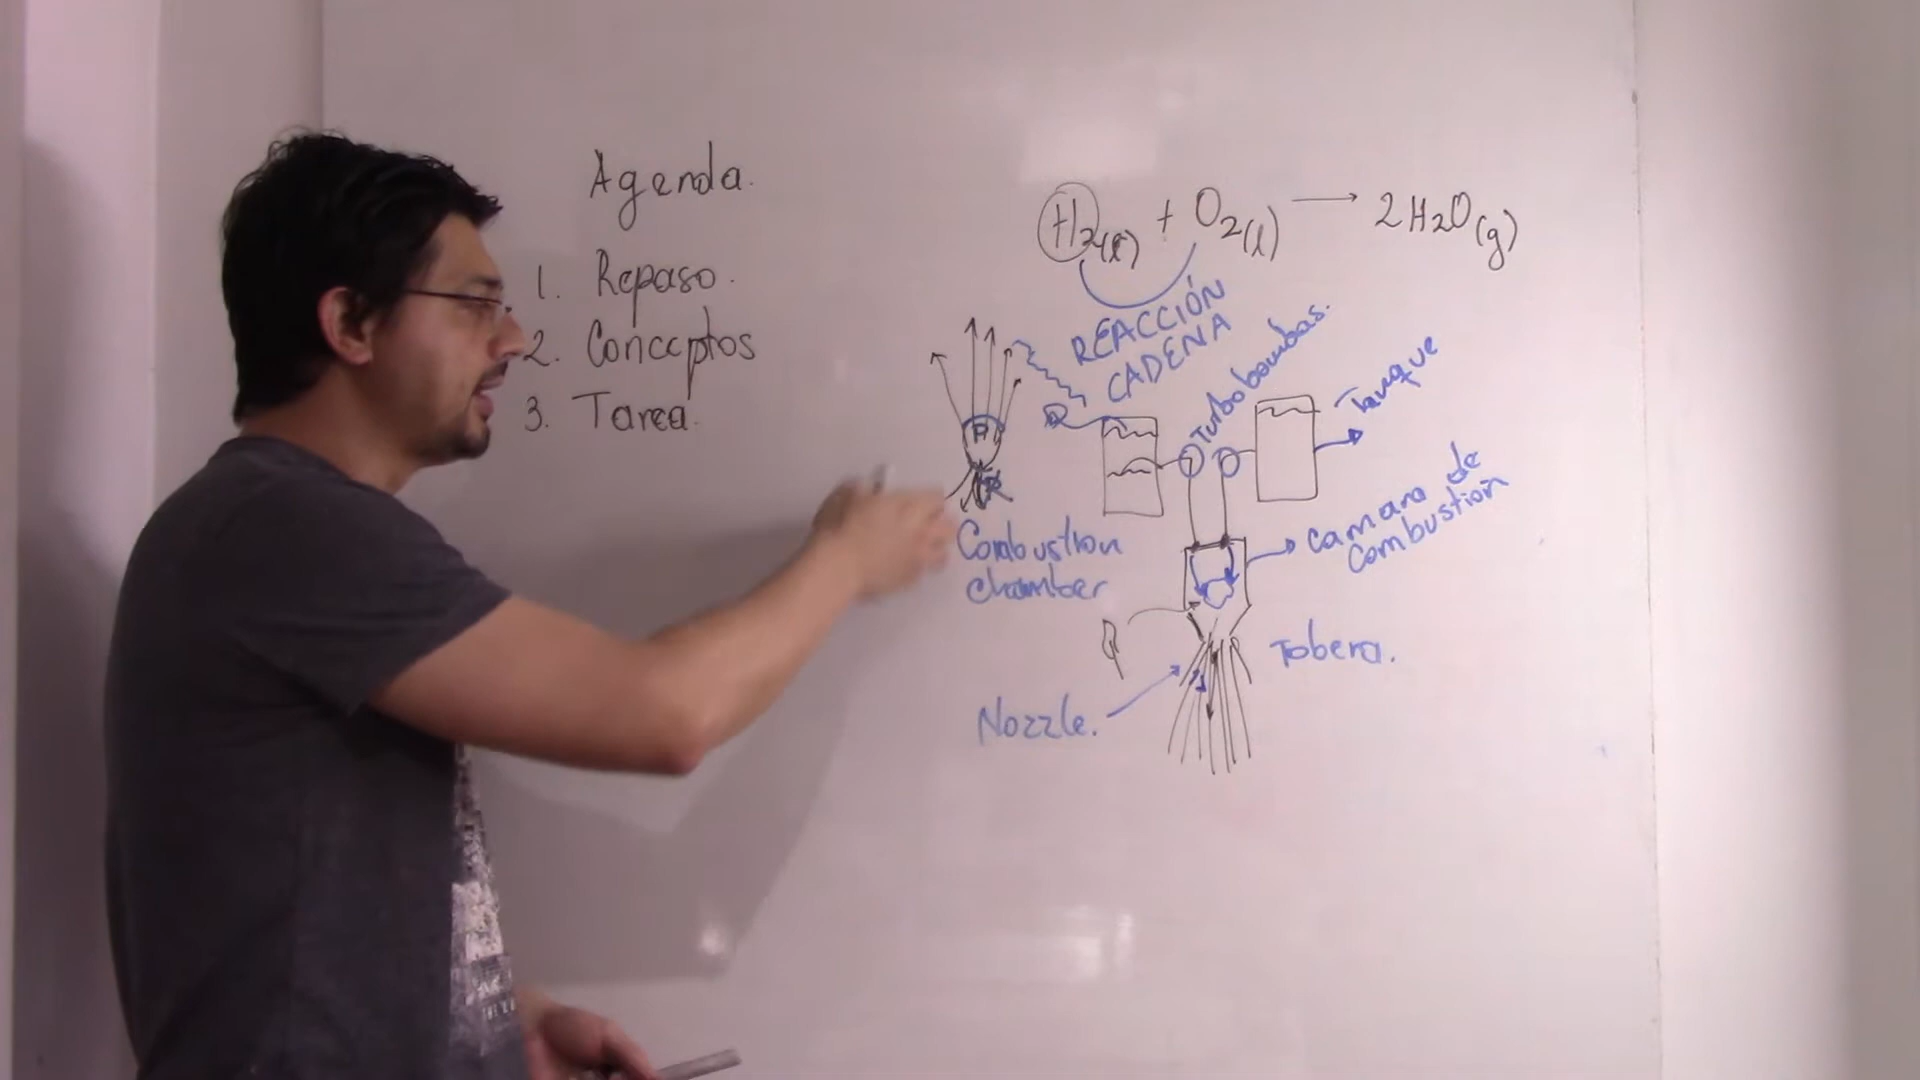 Agenda.
1. Repaso.
2. Conceptos
3. Tarea.
H2(l) + O2(l) → 2H2O(g)
REACCIÓN
CADENA
Turbobombas.
Tanque
Camara de
Combustion
Combustion
chamber
Q
Tobera.
Nozzle.